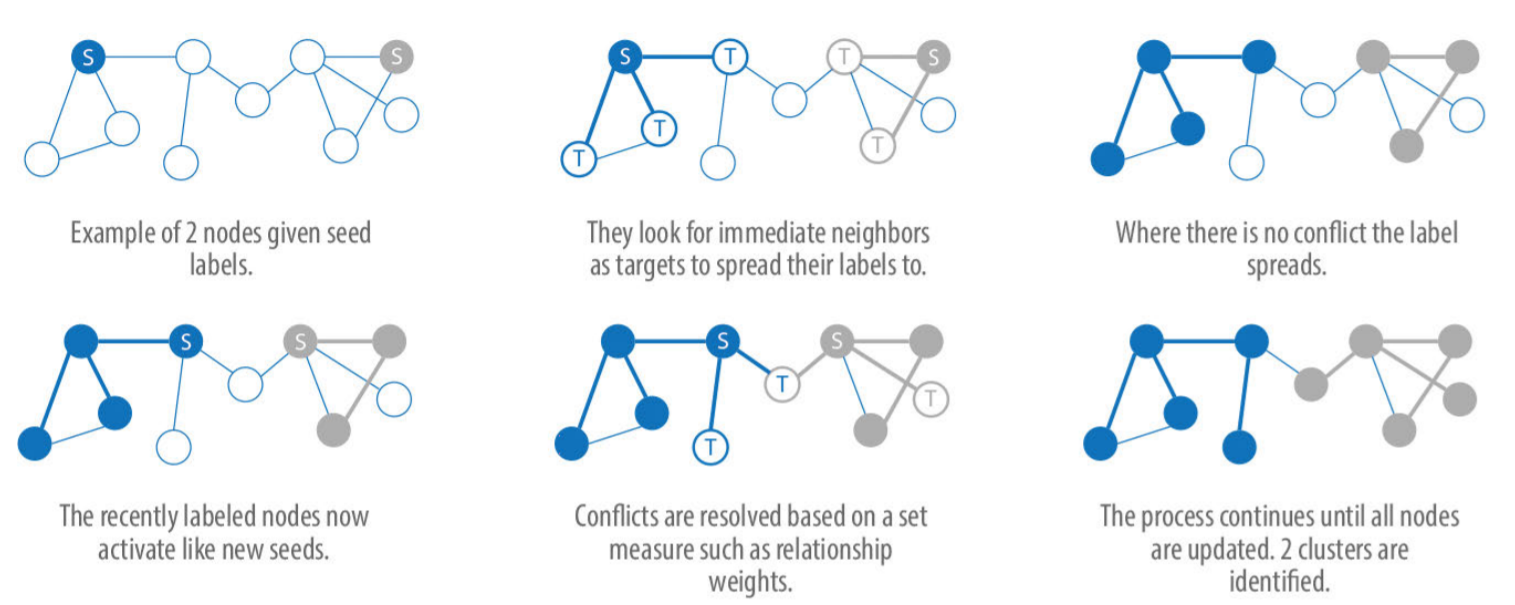 S
S
Example of 2 nodes given seed
labels.
S
T
T
S
T
T
T
They look for immediate neighbors
as targets to spread their labels to.
Where there is no conflict the label
spreads.
S
S
The recently labeled nodes now
activate like new seeds.
S
S
T
T
T
Conflicts are resolved based on a set
measure such as relationship
weights.
The process continues until all nodes
are updated. 2 clusters are
identified.